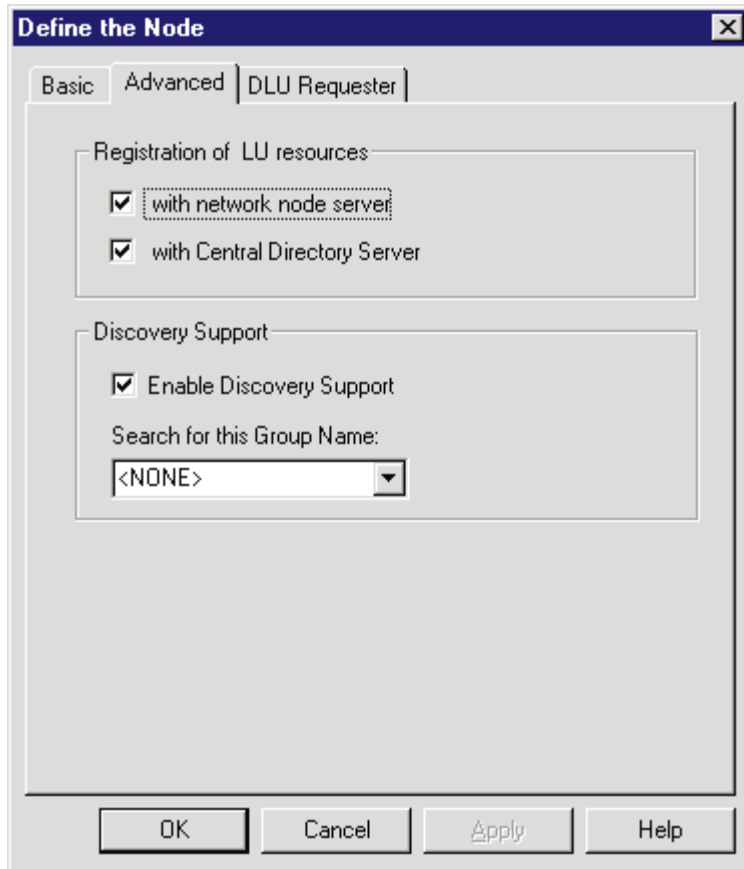 Define the Node
Basic Advanced DLU Requester
Registration of LU resources
with network node server
with Central Directory Server
Discovery Support
Enable Discovery Support
Search for this Group Name:
<NONE>
OK Cancel Apply Help